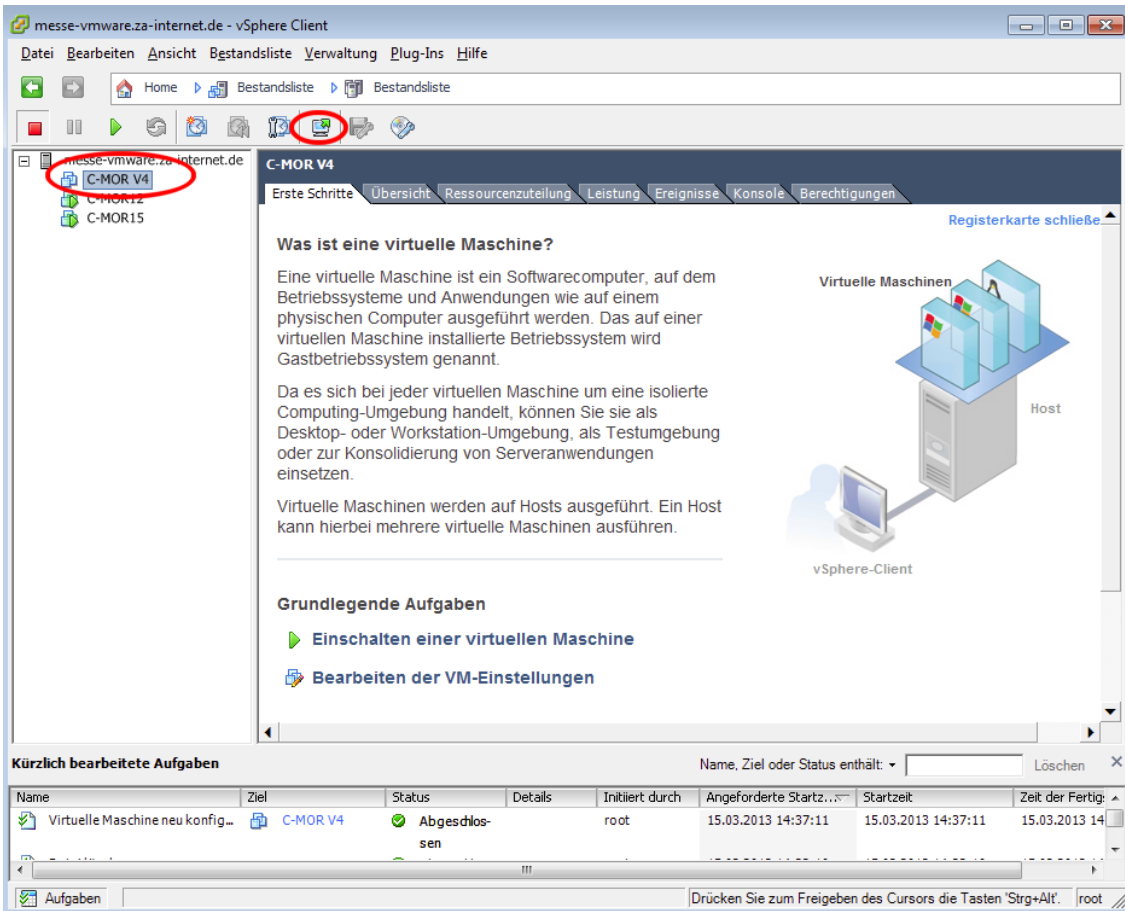 messe-vmware.za-internet.de - vSphere Client
Datei Bearbeiten Ansicht Bestandsliste Verwaltung Plug-Ins Hilfe
Home Bestandsliste Bestandsliste
messe-vmware.za-internet.de
C-MOR V4
C-MOR12
C-MOR15
C-MOR V4
Erste Schritte Übersicht Ressourcenzuteilung Leistung Ereignisse Konsole Berechtigungen
Registerkarte schließe
Was ist eine virtuelle Maschine?
Eine virtuelle Maschine ist ein Softwarecomputer, auf dem
Betriebssysteme und Anwendungen wie auf einem
physischen Computer ausgeführt werden. Das auf einer
virtuellen Maschine installierte Betriebssystem wird
Gastbetriebssystem genannt.
Da es sich bei jeder virtuellen Maschine um eine isolierte
Computing-Umgebung handelt, können Sie sie als
Desktop- oder Workstation-Umgebung, als Testumgebung
oder zur Konsolidierung von Serveranwendungen
einsetzen.
Virtuelle Maschinen werden auf Hosts ausgeführt. Ein Host
kann hierbei mehrere virtuelle Maschinen ausführen.
Virtuelle Maschinen
Host
vSphere-Client
Grundlegende Aufgaben
Einschalten einer virtuellen Maschine
Bearbeiten der VM-Einstellungen
Kürzlich bearbeitete Aufgaben
Name, Ziel oder Status enthält:
Löschen
Name Ziel Status Details Initiiert durch Angeforderte Startz... Startzeit Zeit der Fertigs
Virtuelle Maschine neu konfig... C-MOR V4 Abgeschlos- root 15.03.2013 14:37:11 15.03.2013 14:37:11 15.03.2013 14
sen
Aufgaben
Drücken Sie zum Freigeben des Cursors die Tasten 'Strg+Alt'. root